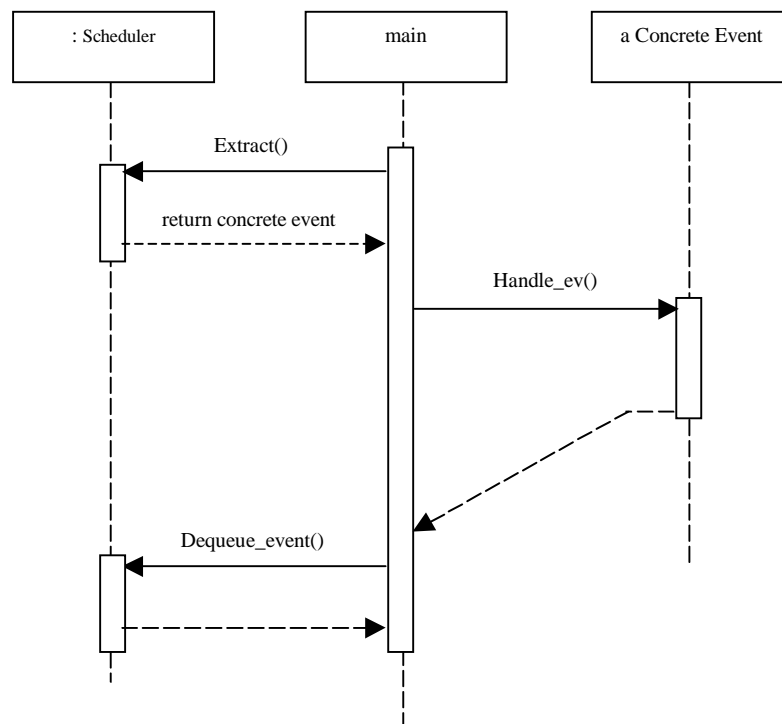 : Scheduler
main
a Concrete Event
Extract()
return concrete event
Handle_ev()
Dequeue_event()